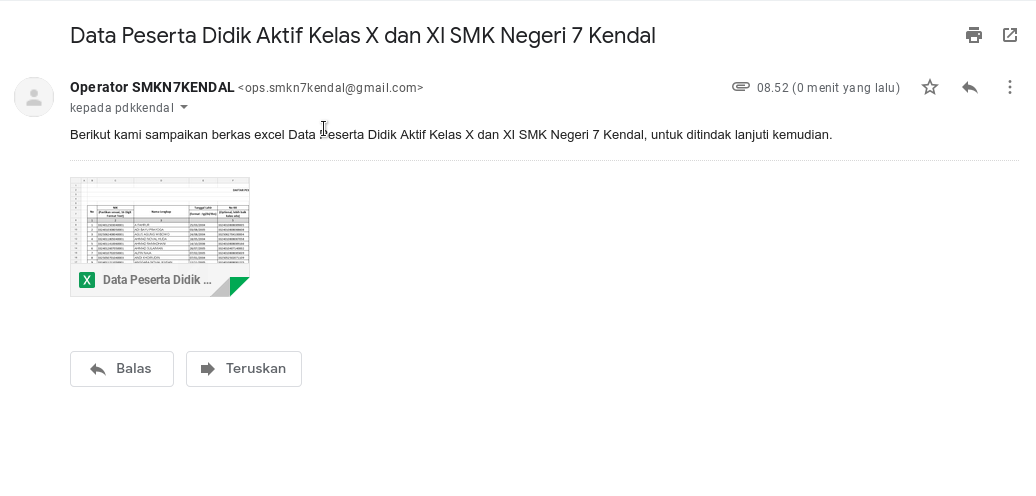 Data Peserta Didik Aktif Kelas X dan XI SMK Negeri 7 Kendal
Operator SMKN7KENDAL <ops.smkn7kendal@gmail.com>
08.52 (0 menit yang lalu)
kepada pdkkendal
Berikut kami sampaikan berkas excel Data Peserta Didik Aktif Kelas X dan XI SMK Negeri 7 Kendal, untuk ditindak lanjuti kemudian.
X Data Peserta Didik ...
Balas
Teruskan